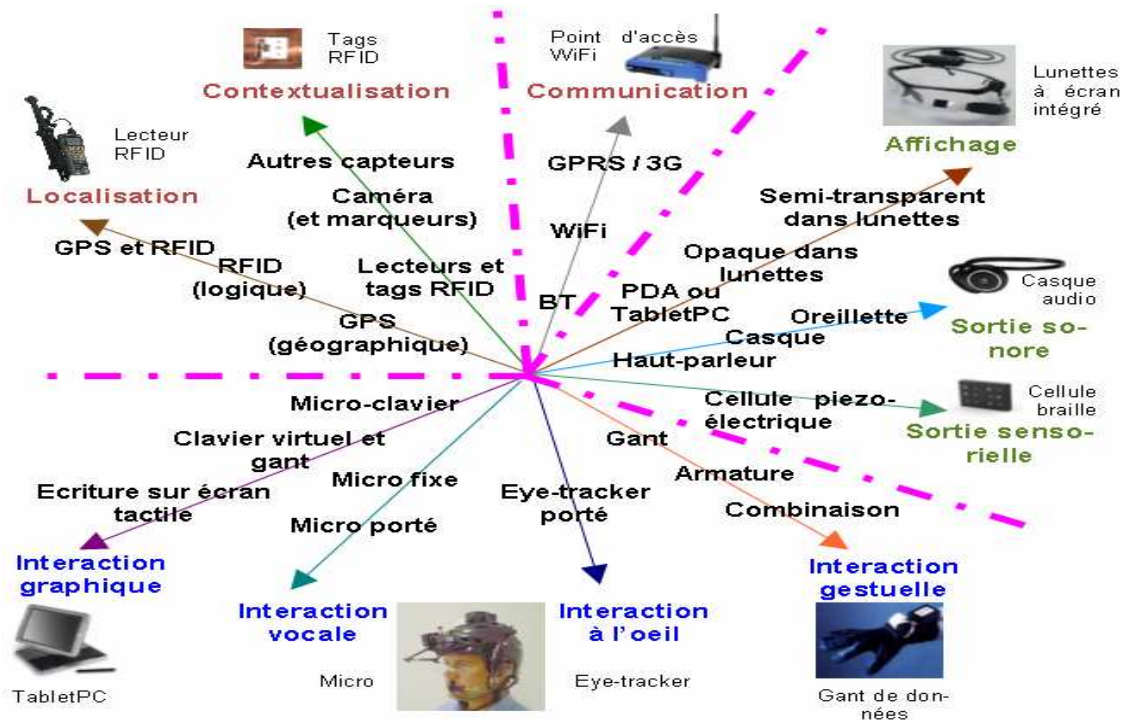 Tags
RFID
Contextualisation
Point d'accès
WiFi
Communication
Lunettes
à écran
intégré
Affichage
Lecteur
RFID
Localisation
Autres capteurs
Caméra
(et marqueurs)
Lecteurs et
tags RFID
GPS et RFID
RFID
(logique)
GPS
(géographique)
GPRS / 3G
WiFi
BT
Semi-transparent
dans lunettes
Opaque dans
lunettes
PDA ou
TabletPC
Casque
audio
Oreillette
Casque
Haut-parleur
Sortie so-
nore
Cellule piezo-
électrique
Cellule
braille
Sortie senso-
rielle
Micro-clavier
Clavier virtuel et
gant
Ecriture sur écran
tactile
Interaction
graphique
TabletPC
Micro fixe
Micro porté
Interaction
vocale
Micro
Eye-tracker
porté
Interaction
à l'oeil
Eye-tracker
Gant
Armature
Combinaison
Interaction
gestuelle
Gant de don-
nées